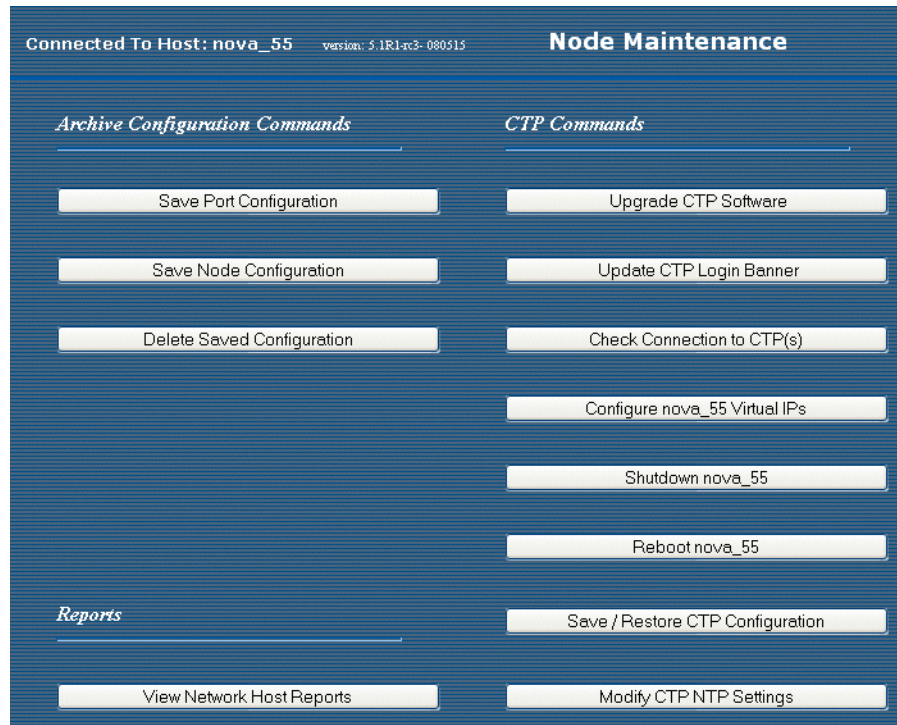 Connected To Host: nova_55 version: 5.1R1-rc3- 080515 Node Maintenance
Archive Configuration Commands
Save Port Configuration
Save Node Configuration
Delete Saved Configuration
Reports
View Network Host Reports
CTP Commands
Upgrade CTP Software
Update CTP Login Banner
Check Connection to CTP(s)
Configure nova_55 Virtual IPs
Shutdown nova_55
Reboot nova_55
Save / Restore CTP Configuration
Modify CTP NTP Settings